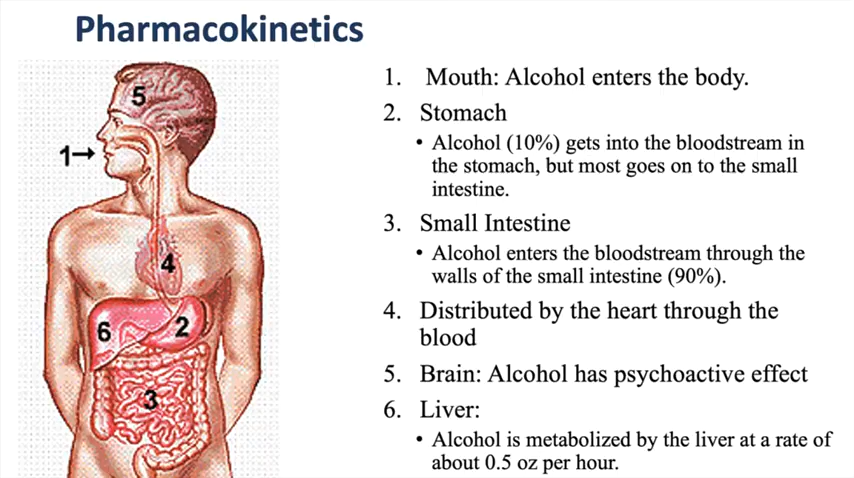 Pharmacokinetics
5
1→
4
6
2
3
1. Mouth: Alcohol enters the body.
2. Stomach
• Alcohol (10%) gets into the bloodstream in
the stomach, but most goes on to the small
intestine.
3. Small Intestine
• Alcohol enters the bloodstream through the
walls of the small intestine (90%).
4. Distributed by the heart through the
blood
5. Brain: Alcohol has psychoactive effect
6. Liver:
• Alcohol is metabolized by the liver at a rate of
about 0.5 oz per hour.